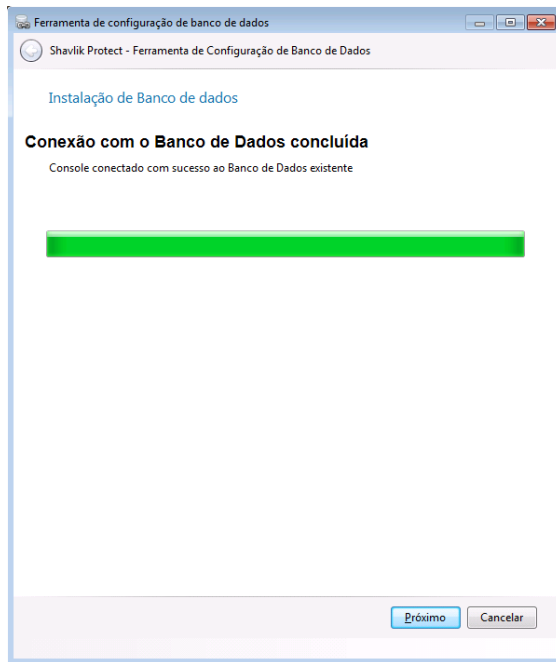 Ferramenta de configuração de banco de dados
Shavlik Protect - Ferramenta de Configuração de Banco de Dados
Instalação de Banco de dados
Conexão com o Banco de Dados concluída
Console conectado com sucesso ao Banco de Dados existente
Próximo Cancelar